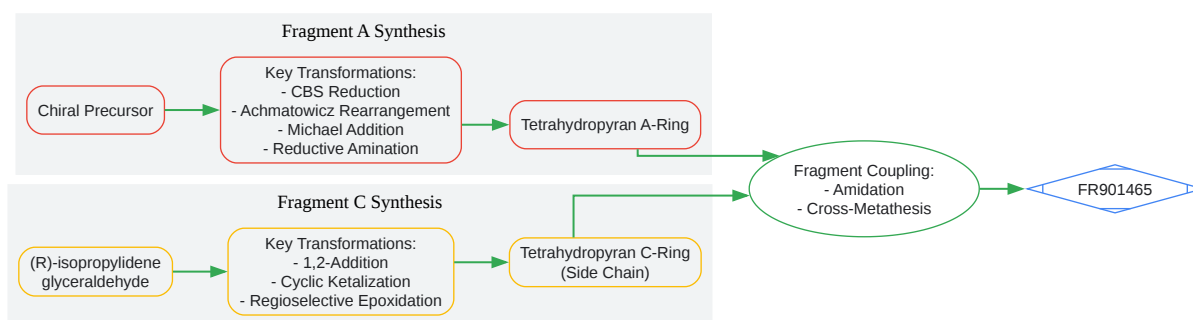 Fragment A Synthesis
Chiral Precursor
Key Transformations:
- CBS Reduction
- Achmatowicz Rearrangement
- Michael Addition
- Reductive Amination
Tetrahydropyran A-Ring
Fragment C Synthesis
(R)-isopropylidene
glyceraldehyde
Key Transformations:
- 1,2-Addition
- Cyclic Ketalization
- Regioselective Epoxidation
Tetrahydropyran C-Ring
(Side Chain)
Fragment Coupling:
- Amidation
- Cross-Metathesis
FR901465